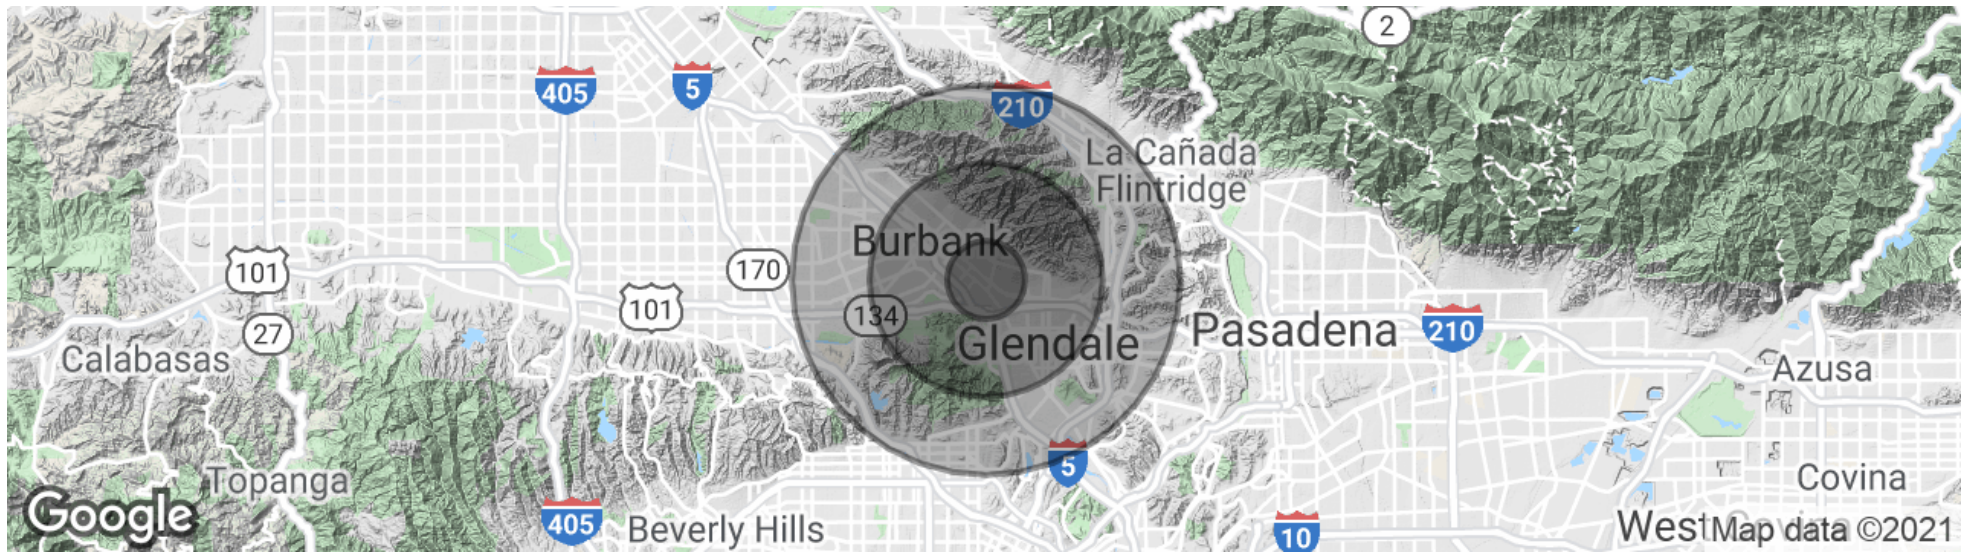 2
405
5
210
La Cañada
Flintridge
Burbank
101
170
101
134
27
Glendale
Pasadena
210
Calabasas
Azusa
5
Topanga
Covina
Google
405
Beverly Hills
10
West
Map data ©2021